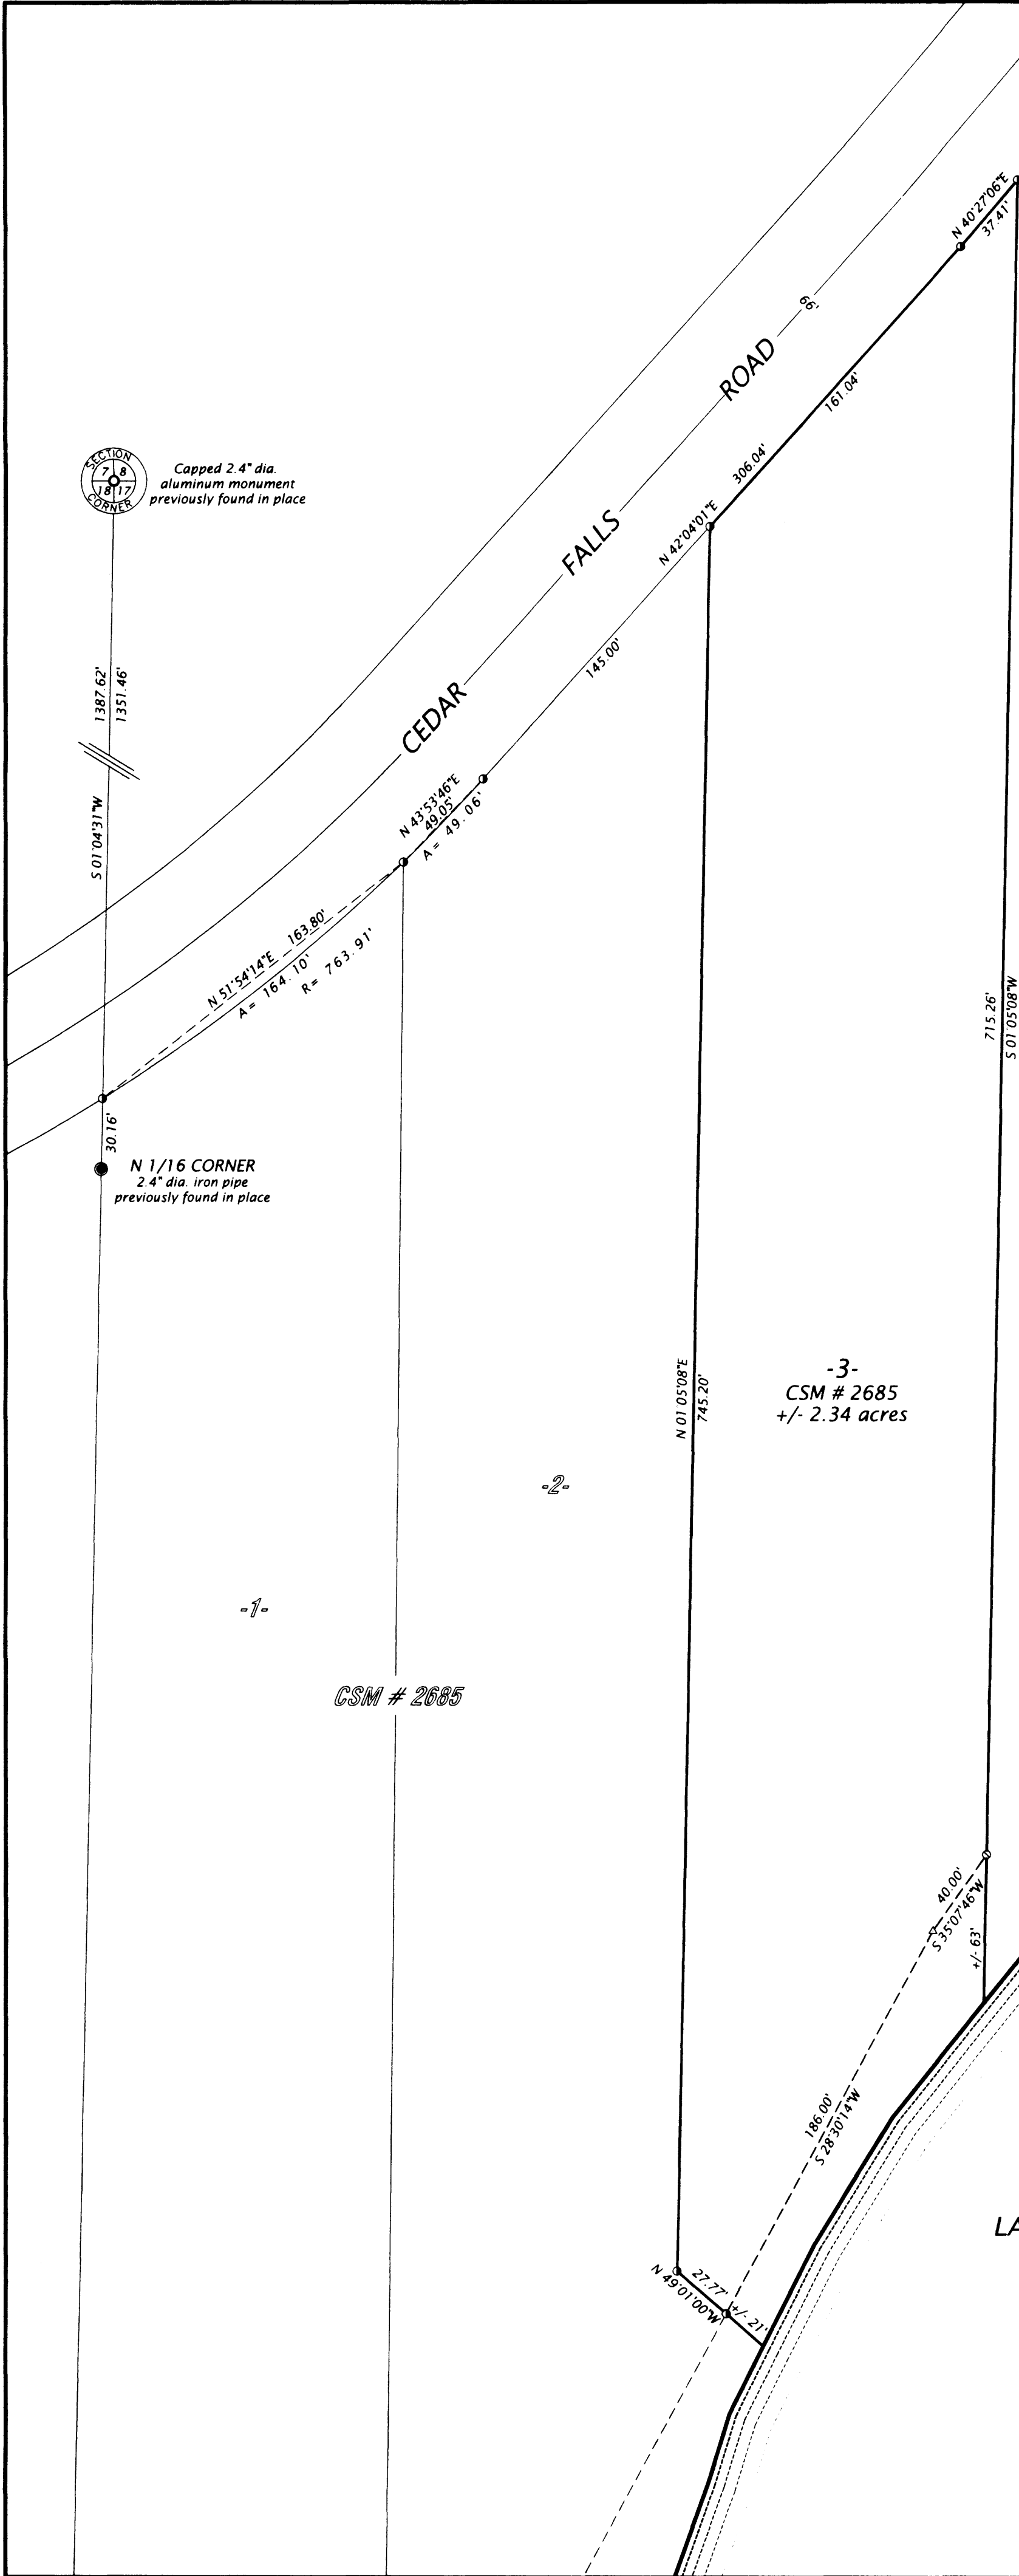 N 40°27'06"E
37.41'
66'
ROAD
161.04'
306.04'
SECTION
7 8
18 17
CORNER
Capped 2.4" dia.
aluminum monument
previously found in place
FALLS
N 42°04'01"E
145.00'
1387.62'
1351.46'
CEDAR
S 01°04'31"W
N 43°53'46"E
49.05'
A = 49.06'
N 51°54'14"E 163.80'
A = 164.10'
R = 763.91'
715.26'
S 01°05'08"W
30.16'
N 1/16 CORNER
2.4" dia. iron pipe
previously found in place
N 01°05'08"E
745.20'
-3-
CSM # 2685
+/- 2.34 acres
-2-
-1-
CSM # 2685
40.00'
S 35°07'46"W
+/- 63'
186.00'
S 28°30'14"W
LA
27.77'
N 49°01'00"W
+/- 21'